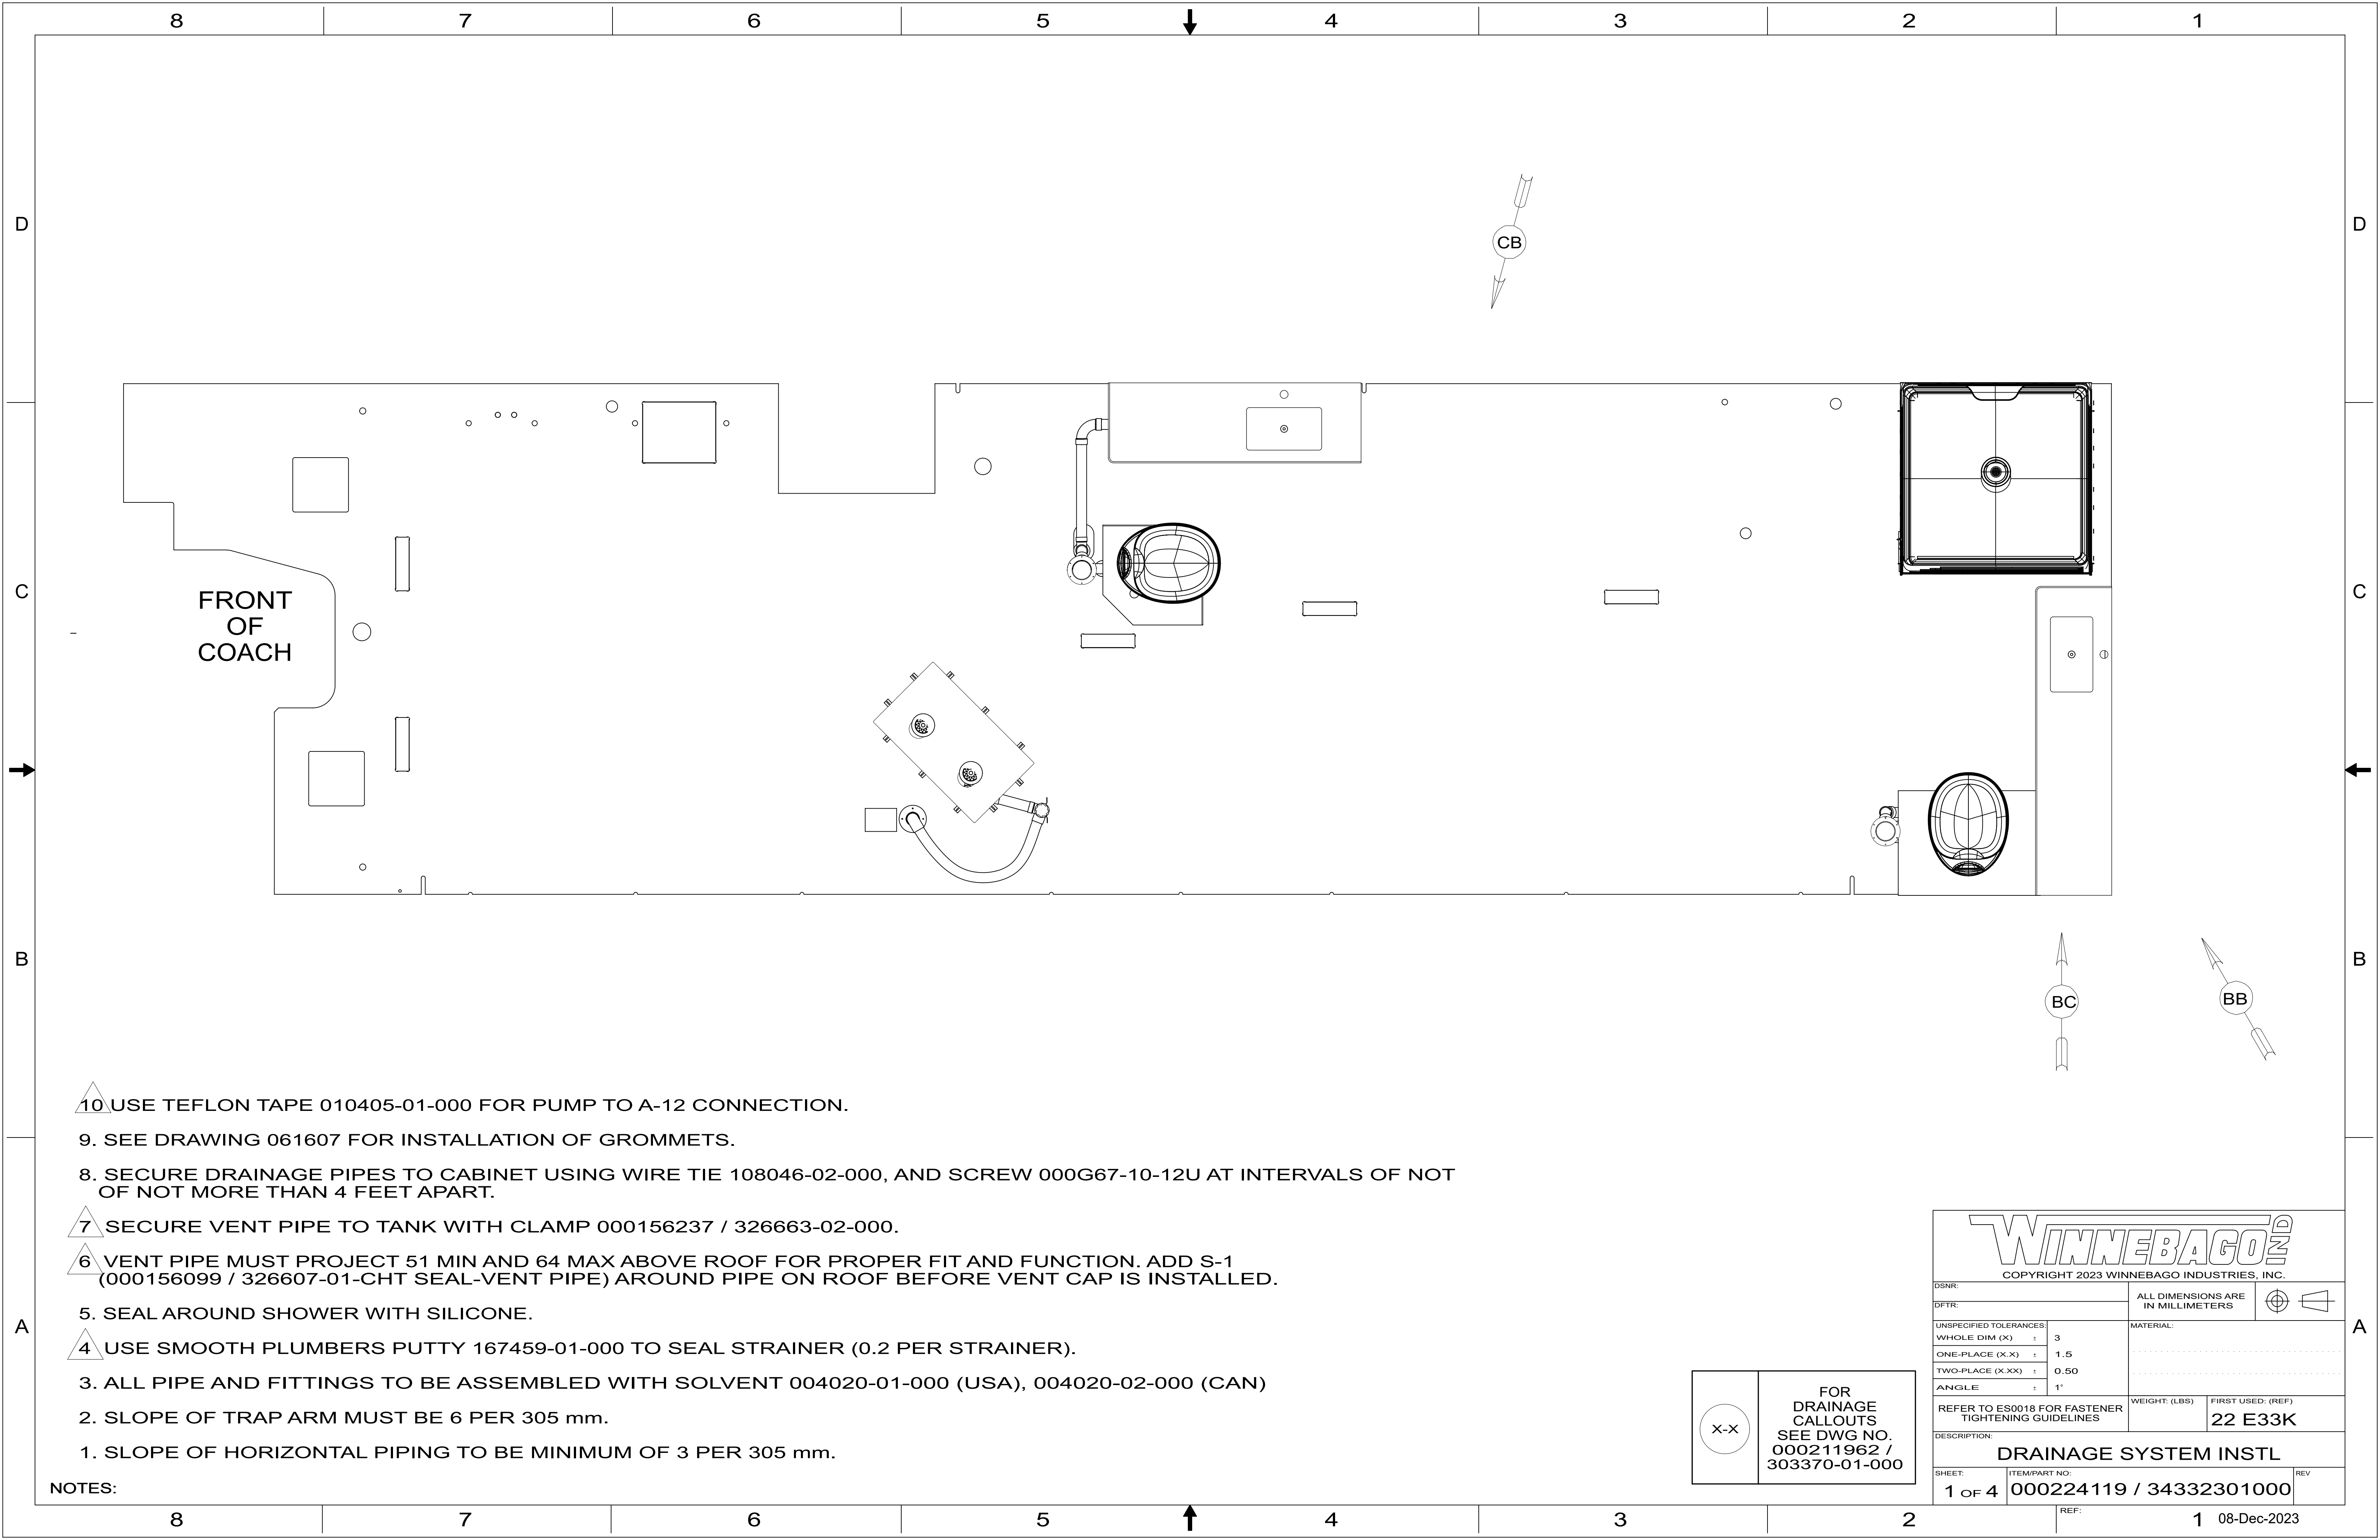 8 7 6 5 4 3 2 1
D D
CB
C C
FRONT
OF
COACH
B B
BC
BB
10 USE TEFLON TAPE 010405-01-000 FOR PUMP TO A-12 CONNECTION.
9. SEE DRAWING 061607 FOR INSTALLATION OF GROMMETS.
8. SECURE DRAINAGE PIPES TO CABINET USING WIRE TIE 108046-02-000, AND SCREW 000G67-10-12U AT INTERVALS OF NOT
OF NOT MORE THAN 4 FEET APART.
7 SECURE VENT PIPE TO TANK WITH CLAMP 000156237 / 326663-02-000.
6 VENT PIPE MUST PROJECT 51 MIN AND 64 MAX ABOVE ROOF FOR PROPER FIT AND FUNCTION. ADD S-1
(000156099 / 326607-01-CHT SEAL-VENT PIPE) AROUND PIPE ON ROOF BEFORE VENT CAP IS INSTALLED.
5. SEAL AROUND SHOWER WITH SILICONE.
A A
4 USE SMOOTH PLUMBERS PUTTY 167459-01-000 TO SEAL STRAINER (0.2 PER STRAINER).
3. ALL PIPE AND FITTINGS TO BE ASSEMBLED WITH SOLVENT 004020-01-000 (USA), 004020-02-000 (CAN)
2. SLOPE OF TRAP ARM MUST BE 6 PER 305 mm.
1. SLOPE OF HORIZONTAL PIPING TO BE MINIMUM OF 3 PER 305 mm.
NOTES:
X-X
FOR
DRAINAGE
CALLOUTS
SEE DWG NO.
000211962 /
303370-01-000
WINNEBAGO IND
COPYRIGHT 2023 WINNEBAGO INDUSTRIES, INC.
DSNR:
DFTR:
ALL DIMENSIONS ARE
IN MILLIMETERS
UNSPECIFIED TOLERANCES:
WHOLE DIM (X) ± 3
ONE-PLACE (X.X) ± 1.5
TWO-PLACE (X.XX) ± 0.50
ANGLE ± 1°
MATERIAL:
REFER TO ES0018 FOR FASTENER
TIGHTENING GUIDELINES
WEIGHT: (LBS)
FIRST USED: (REF)
22 E33K
DESCRIPTION:
DRAINAGE SYSTEM INSTL
SHEET:
1 OF 4
ITEM/PART NO:
000224119 / 34332301000
REV
REF:
8 7 6 5 4 3 2 1
08-Dec-2023